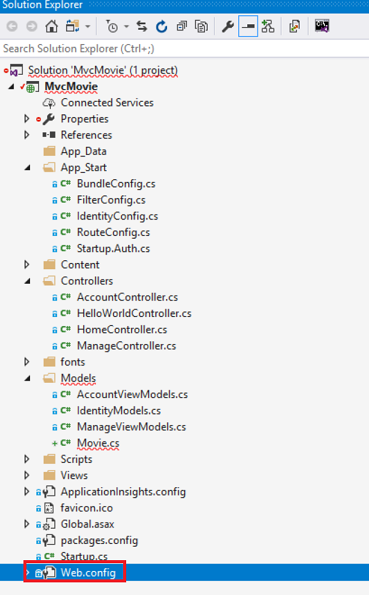 Solution Explorer
Search Solution Explorer (Ctrl+;)
Solution 'MvcMovie' (1 project)
MvcMovie
Connected Services
Properties
References
App_Data
App_Start
C# BundleConfig.cs
C# FilterConfig.cs
C# IdentityConfig.cs
C# RouteConfig.cs
C# Startup.Auth.cs
Content
Controllers
C# AccountController.cs
C# HelloWorldController.cs
C# HomeController.cs
C# ManageController.cs
fonts
Models
C# AccountViewModels.cs
C# IdentityModels.cs
C# ManageViewModels.cs
+ C# Movie.cs
Scripts
Views
ApplicationInsights.config
favicon.ico
Global.asax
packages.config
C# Startup.cs
Web.config